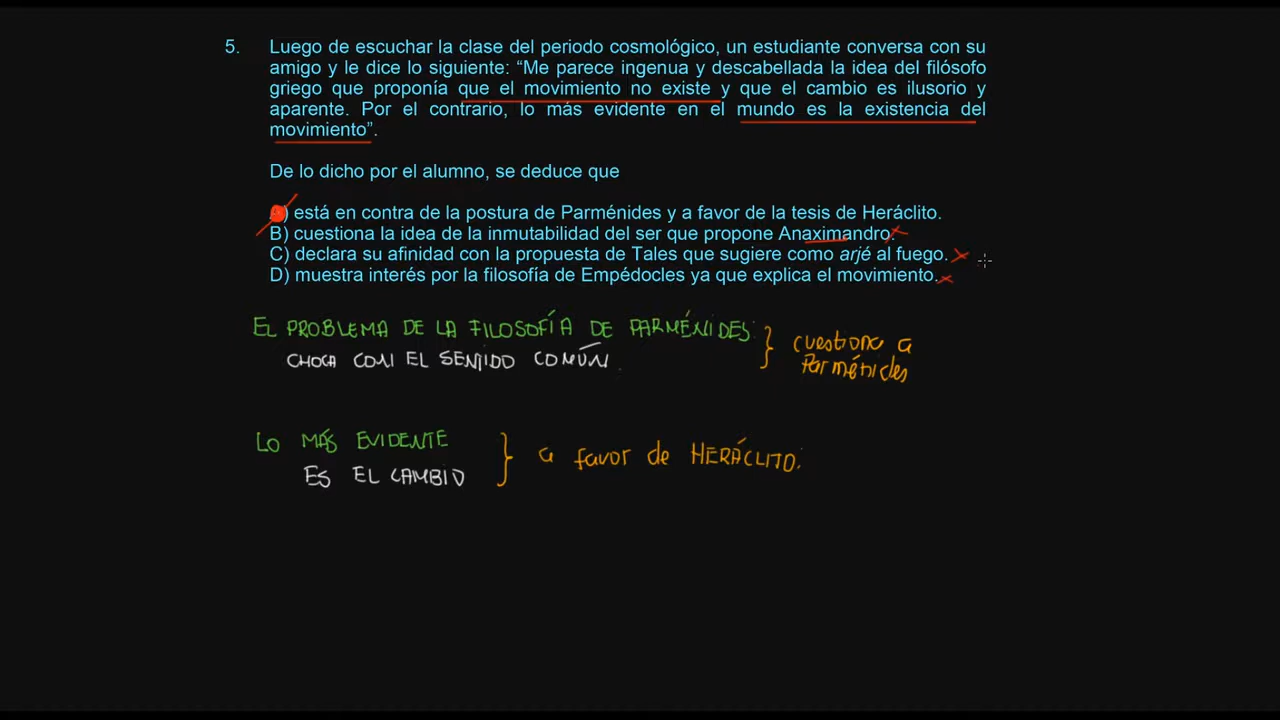 5. Luego de escuchar la clase del periodo cosmológico, un estudiante conversa con su
amigo y le dice lo siguiente: “Me parece ingenua y descabellada la idea del filósofo
griego que proponía que el movimiento no existe y que el cambio es ilusorio y
aparente. Por el contrario, lo más evidente en el mundo es la existencia del
movimiento”.
De lo dicho por el alumno, se deduce que
) está en contra de la postura de Parménides y a favor de la tesis de Heráclito.
B) cuestiona la idea de la inmutabilidad del ser que propone Anaximandro.
C) declara su afinidad con la propuesta de Tales que sugiere como arjé al fuego.
D) muestra interés por la filosofía de Empédocles ya que explica el movimiento.
EL PROBLEMA DE LA FILOSOFÍA DE PARMÉNIDES:
CHOCA CON EL SENTIDO COMÚN.
cuestiona a
Parménides
LO MÁS EVIDENTE
ES EL CAMBIO
a favor de HERÁCLITO.